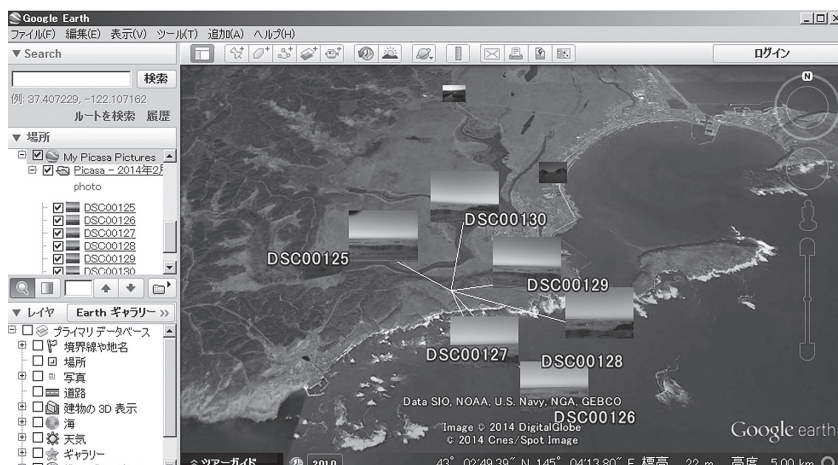 Google Earth
ファイル(F) 編集(E) 表示(V) ツール(T) 追加(A) ヘルプ(H)
Search
ログイン
検索
例: 37.407229, -122.107162
ルートを検索 履歴
場所
My Picasa Pictures
Picasa - 2014年2月
photo
DSC00125
DSC00126
DSC00127
DSC00128
DSC00129
DSC00130
レイヤ Earth ギャラリー >>
プライマリ データベース
境界線や地名
場所
写真
道路
建物の 3D 表示
海
天気
ギャラリー
N
DSC00130
DSC00125
DSC00129
DSC00127
DSC00128
DSC00126
Data SIO, NOAA, U.S. Navy, NGA, GEBCO
Image © 2014 DigitalGlobe
© 2014 Cnes/Spot Image
Google earth
ツアーガイド 2010 43° 02'49.39" N 145° 04'13.80" E 標高 22 m 高度 5.00 km